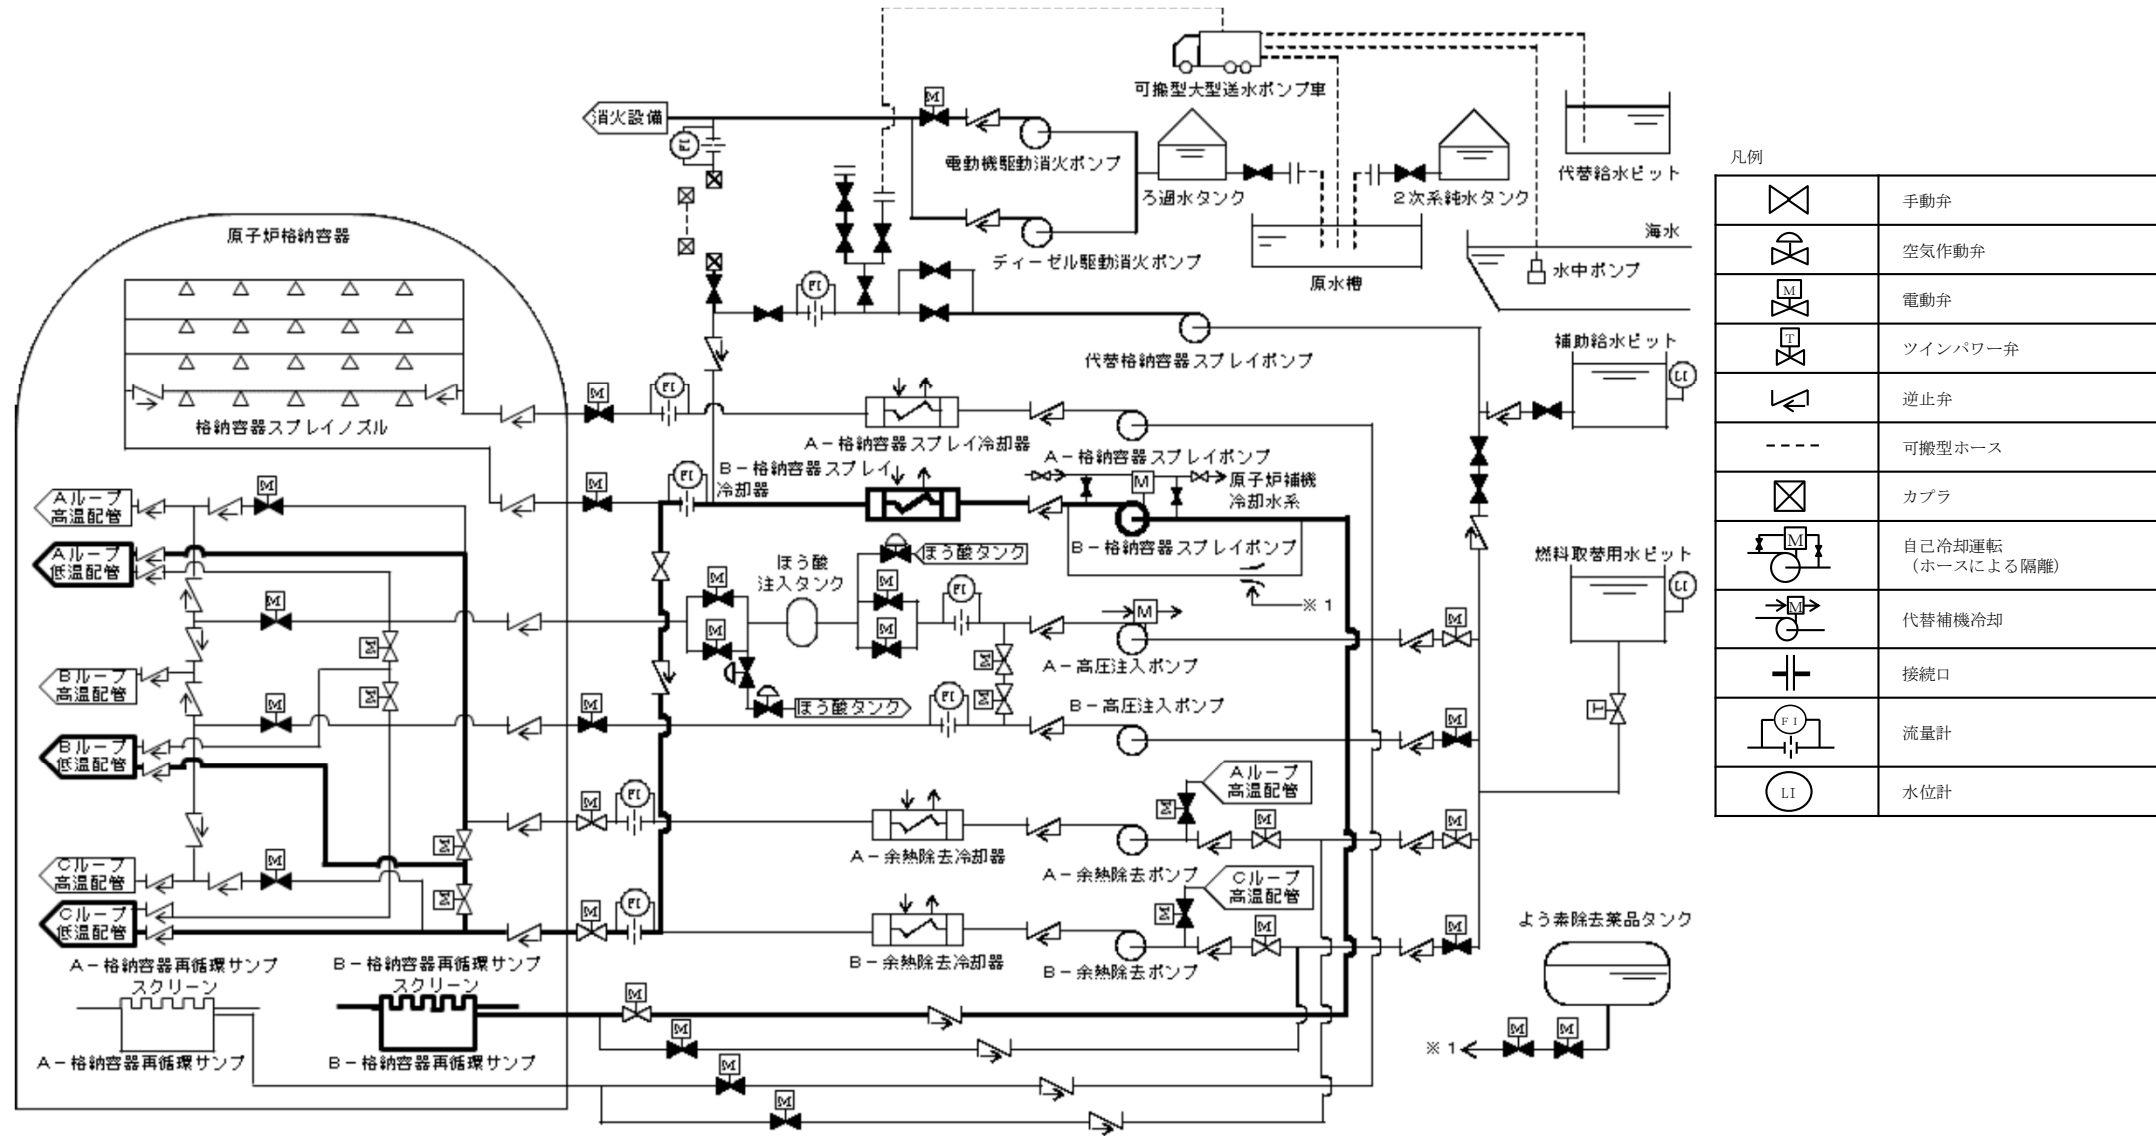 可搬型大型送水ポンプ車
消火設備
M
FI
電動機駆動消火ポンプ
ろ過水タンク
2次系純水タンク
代替給水ピット
ディーゼル駆動消火ポンプ
原水槽
海水
水中ポンプ
原子炉格納容器
FI
代替格納容器スプレイポンプ
補助給水ピット
LI
格納容器スプレイノズル
M
FI
A－格納容器スプレイ冷却器
A－格納容器スプレイポンプ
M
FI
B－格納容器スプレイ
冷却器
M
原子炉補機
冷却水系
B－格納容器スプレイポンプ
※1
燃料取替用水ピット
LI
T
Aループ
高温配管
M
Aループ
低温配管
M
M
M
Bループ
高温配管
M
Bループ
低温配管
M
M
Cループ
高温配管
M
Cループ
低温配管
ほう酸
注入タンク
ほう酸タンク
M
M
M
M
FI
M
A－高圧注入ポンプ
M
M
M
ほう酸タンク
FI
B－高圧注入ポンプ
M
M
M
FI
A－余熱除去冷却器
Aループ
高温配管
M
M
M
A－余熱除去ポンプ
M
FI
B－余熱除去冷却器
Cループ
高温配管
M
M
M
B－余熱除去ポンプ
よう素除去薬品タンク
M
M
※1
A－格納容器再循環サンプ
スクリーン
A－格納容器再循環サンプ
B－格納容器再循環サンプ
スクリーン
B－格納容器再循環サンプ
M
M
M
M
凡例
手動弁
空気作動弁
M
電動弁
T
ツインパワー弁
逆止弁
可搬型ホース
カプラ
M
自己冷却運転
（ホースによる隔離）
M
代替補機冷却
接続口
FI
流量計
LI
水位計